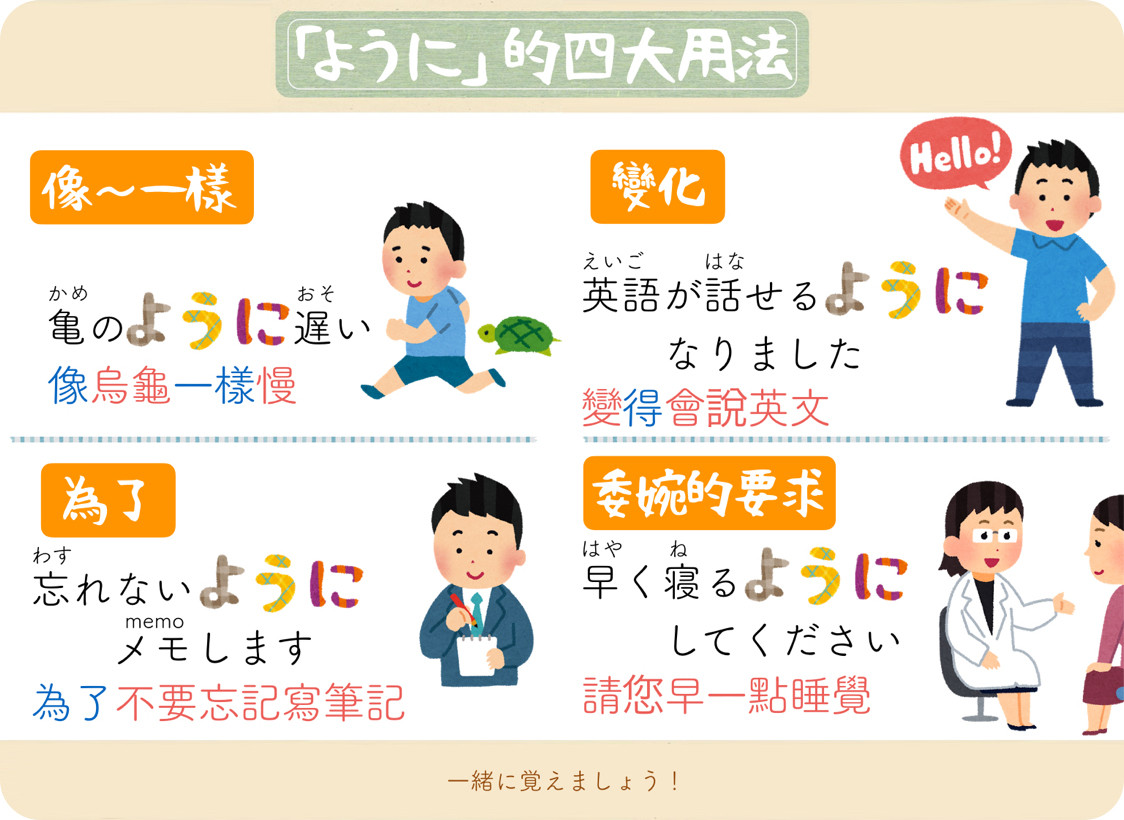 「ように」的四大用法
像～一樣
かめ おそ
亀のように遅い
像烏龜一樣慢
變化
Hello!
えいご はな
英語が話せるように
なりました
變得會說英文
為了
わす
忘れないように
memo
メモします
為了不要忘記寫筆記
委婉的要求
はや ね
早く寝るように
してください
請您早一點睡覺
一緒に覚えましょう！